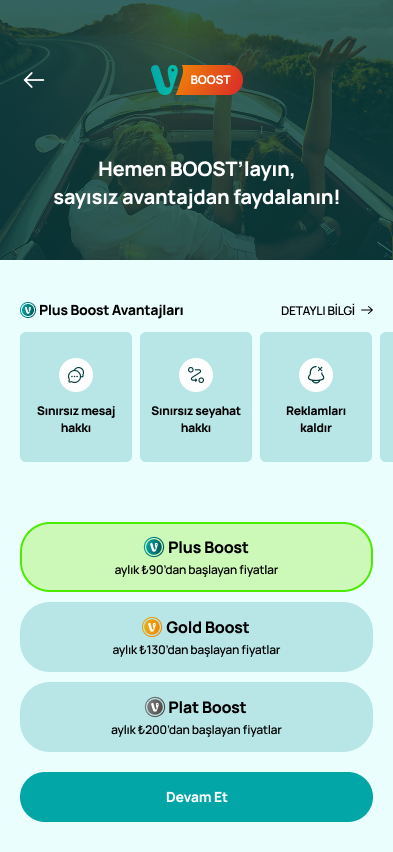 BOOST
Hemen BOOST’layın,
sayısız avantajdan faydalanın!
Plus Boost Avantajları
DETAYLI BİLGİ
Sınırsız mesaj
hakkı
Sınırsız seyahat
hakkı
Reklamları
kaldır
Plus Boost
aylık ₺90’dan başlayan fiyatlar
Gold Boost
aylık ₺130’dan başlayan fiyatlar
Plat Boost
aylık ₺200’dan başlayan fiyatlar
Devam Et